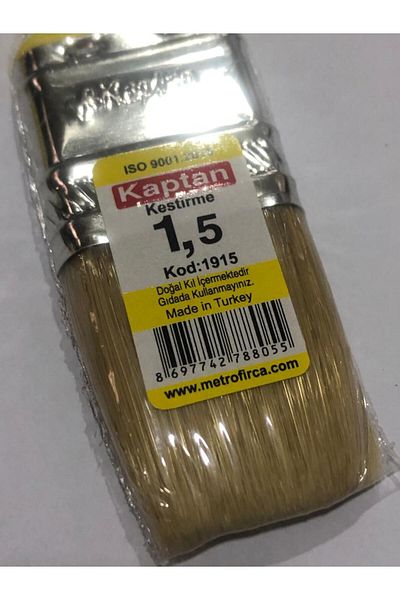 ISO 9001:2015
Kaptan
Kestirme
1,5
Kod:1915
Doğal Kıl İçermektedir
Gıdada Kullanmayınız.
Made in Turkey
8697742788055
www.metrofirca.com